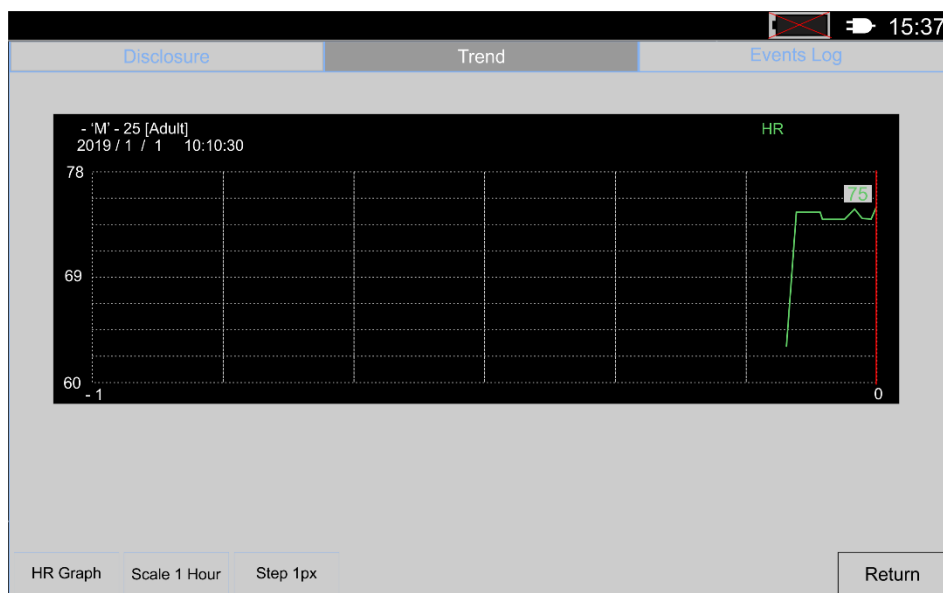 15:37
Disclosure Trend Events Log
- 'M' - 25 [Adult] HR
2019 / 1 / 1 10:10:30
78
75
69
60
- 1 0
HR Graph Scale 1 Hour Step 1px Return